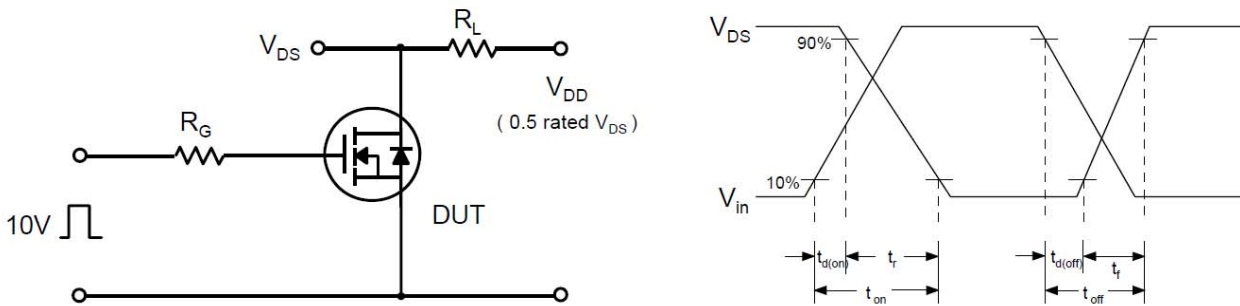 R_L
V_DS
V_DD
( 0.5 rated V_DS )
R_G
10V
DUT
V_DS
90%
10%
V_in
t_d(on)
t_r
t_on
t_d(off)
t_f
t_off